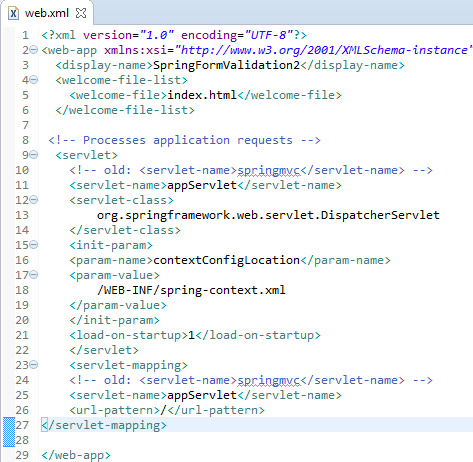 web.xml
1 <?xml version="1.0" encoding="UTF-8"?>
2 <web-app xmlns:xsi="http://www.w3.org/2001/XMLSchema-instance"
3 <display-name>SpringFormValidation2</display-name>
4 <welcome-file-list>
5 <welcome-file>index.html</welcome-file>
6 </welcome-file-list>
7
8 <!-- Processes application requests -->
9 <servlet>
10 <!-- old: <servlet-name>springmvc</servlet-name> -->
11 <servlet-name>appServlet</servlet-name>
12 <servlet-class>
13 org.springframework.web.servlet.DispatcherServlet
14 </servlet-class>
15 <init-param>
16 <param-name>contextConfigLocation</param-name>
17 <param-value>
18 /WEB-INF/spring-context.xml
19 </param-value>
20 </init-param>
21 <load-on-startup>1</load-on-startup>
22 </servlet>
23 <servlet-mapping>
24 <!-- old: <servlet-name>springmvc</servlet-name> -->
25 <servlet-name>appServlet</servlet-name>
26 <url-pattern>/</url-pattern>
27 </servlet-mapping>
28
29 </web-app>